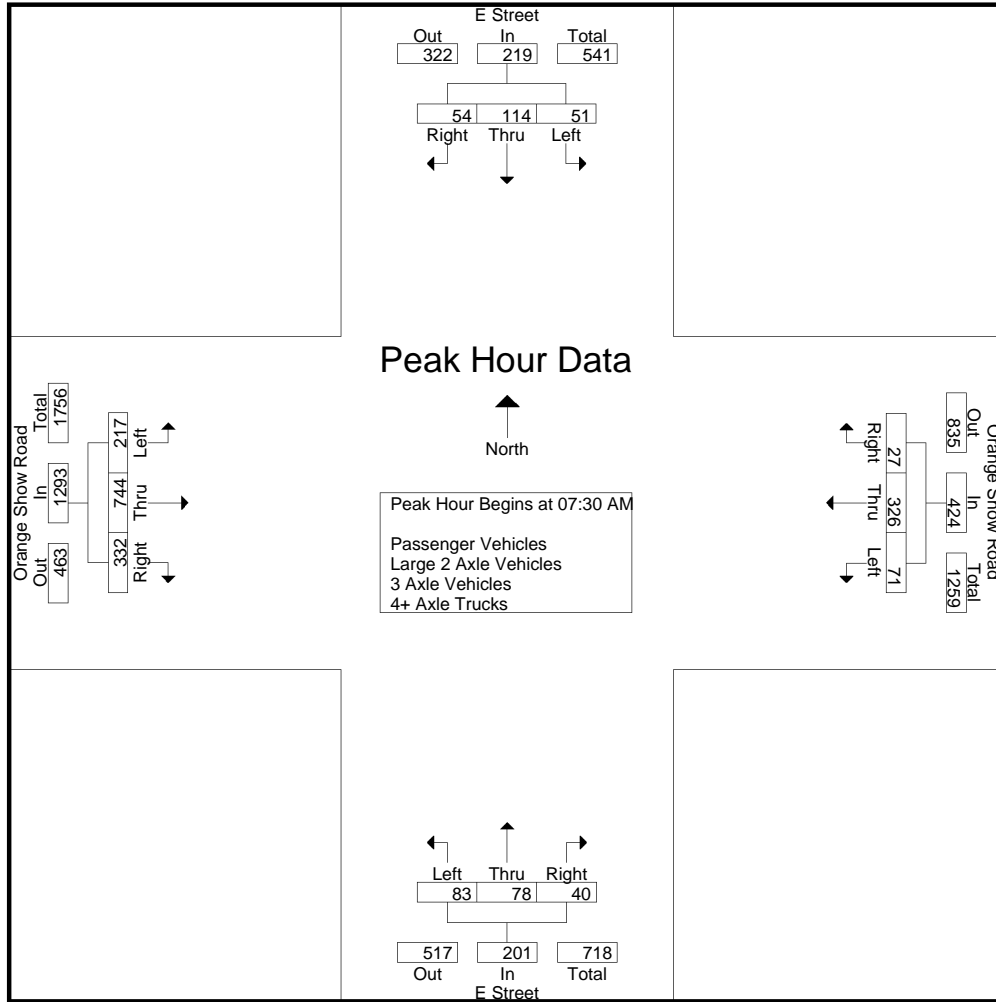 E Street
Out In Total
322 219 541
54 114 51
Right Thru Left
Peak Hour Data
North
Peak Hour Begins at 07:30 AM
Passenger Vehicles
Large 2 Axle Vehicles
3 Axle Vehicles
4+ Axle Trucks
Orange Show Road
Out In Total
463 1293 1756
332 744 217
Right Thru Left
Orange Show Road
Out In Total
835 424 1259
27 326 71
Right Thru Left
Left Thru Right
83 78 40
517 201 718
Out In Total
E Street